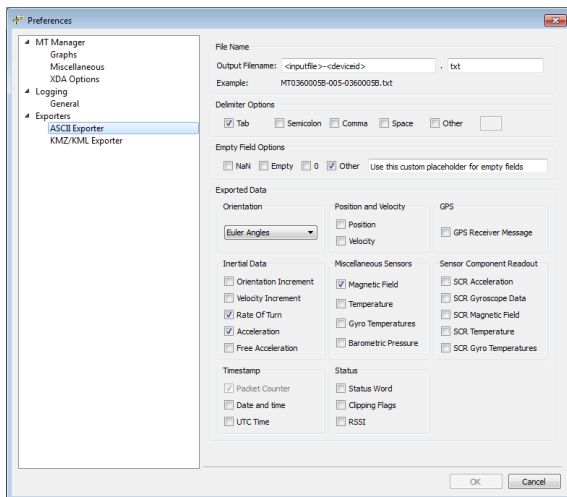 Preferences
MT Manager
Graphs
Miscellaneous
XDA Options
Logging
General
Exporters
ASCII Exporter
KMZ/KML Exporter
File Name
Output Filename: <inputfile>-<deviceid> . txt
Example: MT0360005B-005-0360005B.txt
Delimiter Options
Tab Semicolon Comma Space Other
Empty Field Options
NaN Empty 0 Other Use this custom placeholder for empty fields
Exported Data
Orientation
Euler Angles
Position and Velocity
Position
Velocity
GPS
GPS Receiver Message
Inertial Data
Orientation Increment
Velocity Increment
Rate Of Turn
Acceleration
Free Acceleration
Miscellaneous Sensors
Magnetic Field
Temperature
Gyro Temperatures
Barometric Pressure
Sensor Component Readout
SCR Acceleration
SCR Gyroscope Data
SCR Magnetic Field
SCR Temperature
SCR Gyro Temperatures
Timestamp
Packet Counter
Date and time
UTC Time
Status
Status Word
Clipping Flags
RSSI
OK Cancel